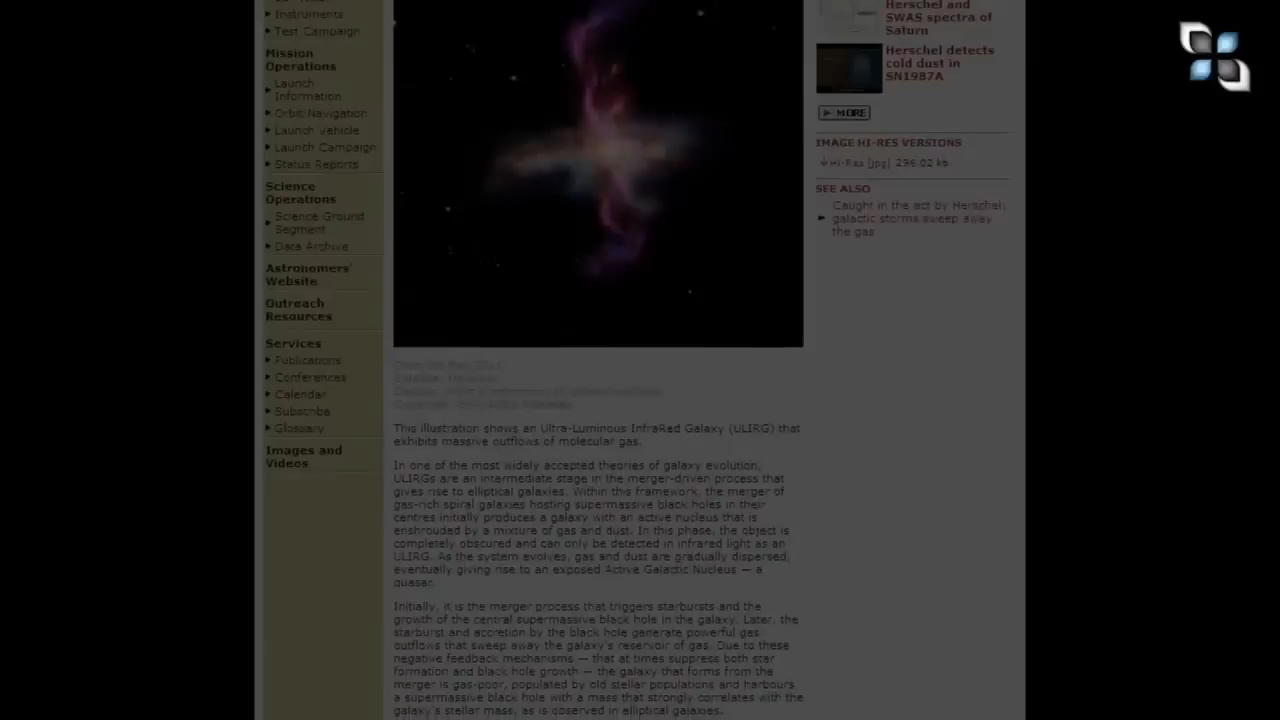 Instruments
Test Campaign
Mission
Operations
Launch
Information
Orbit/Navigation
Launch Vehicle
Launch Campaign
Status Reports
Science
Operations
Science Ground
Segment
Data Archive
Astronomers'
Website
Outreach
Resources
Services
Publications
Conferences
Calendar
Subscribe
Glossary
Images and
Videos
This illustration shows an Ultra-Luminous InfraRed Galaxy (ULIRG) that
exhibits massive outflows of molecular gas.
In one of the most widely accepted theories of galaxy evolution,
ULIRGs are an intermediate stage in the merger-driven process that
gives rise to elliptical galaxies. Within this framework, the merger of
gas-rich spiral galaxies hosting supermassive black holes in their
centres initially produces a galaxy with an active nucleus that is
enshrouded by a mixture of gas and dust. In this phase, the object is
completely obscured and can only be detected in infrared light as an
ULIRG. As the system evolves, gas and dust are gradually dispersed,
eventually giving rise to an exposed Active Galactic Nucleus — a
quasar.
Initially, it is the merger process that triggers starbursts and the
growth of the central supermassive black hole in the galaxy. Later, the
starburst and accretion by the black hole generate powerful gas
outflows that sweep away the galaxy's reservoir of gas. Due to these
negative feedback mechanisms — that at times suppress both star
formation and black hole growth — the galaxy that forms from the
merger is gas-poor, populated by old stellar populations and harbours
a supermassive black hole with a mass that strongly correlates with the
galaxy's stellar mass, as is observed in elliptical galaxies.
Herschel and
SWAS spectra of
Saturn
Herschel detects
cold dust in
SN1987A
MORE
IMAGE HI-RES VERSIONS
Hi-Res [jpg] 296.02 kb
SEE ALSO
Caught in the act by Herschel:
galactic storms sweep away
the gas